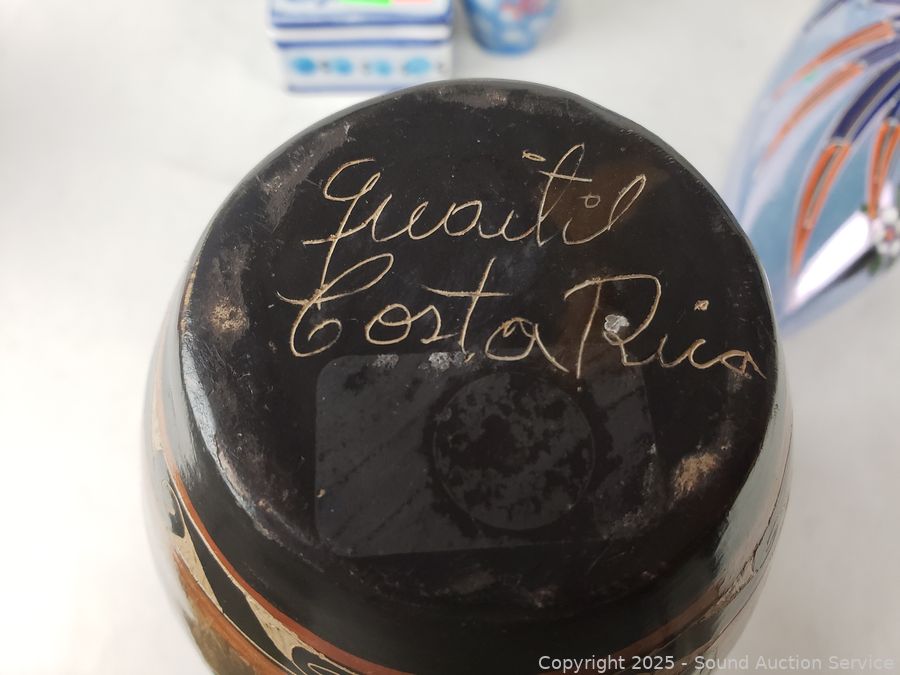 Guaitil
Costa Rica
Copyright 2025 - Sound Auction Service